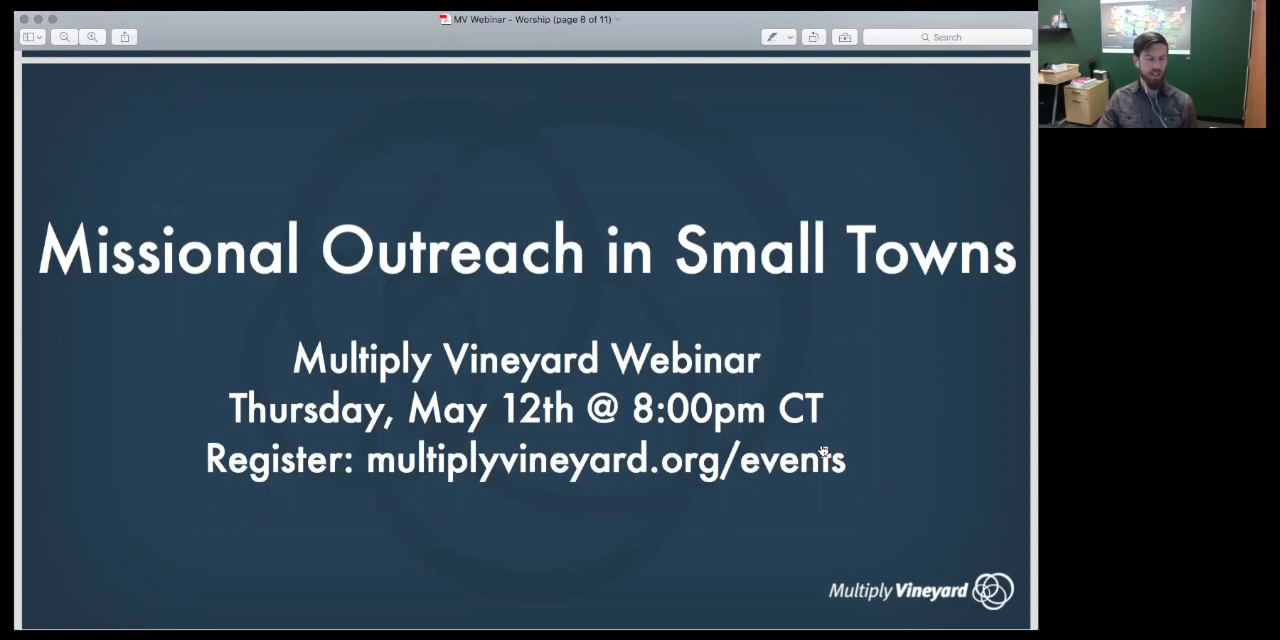 MV Webinar - Worship (page 8 of 11)
Search
Missional Outreach in Small Towns
Multiply Vineyard Webinar
Thursday, May 12th @ 8:00pm CT
Register: multiplyvineyard.org/events
Multiply Vineyard